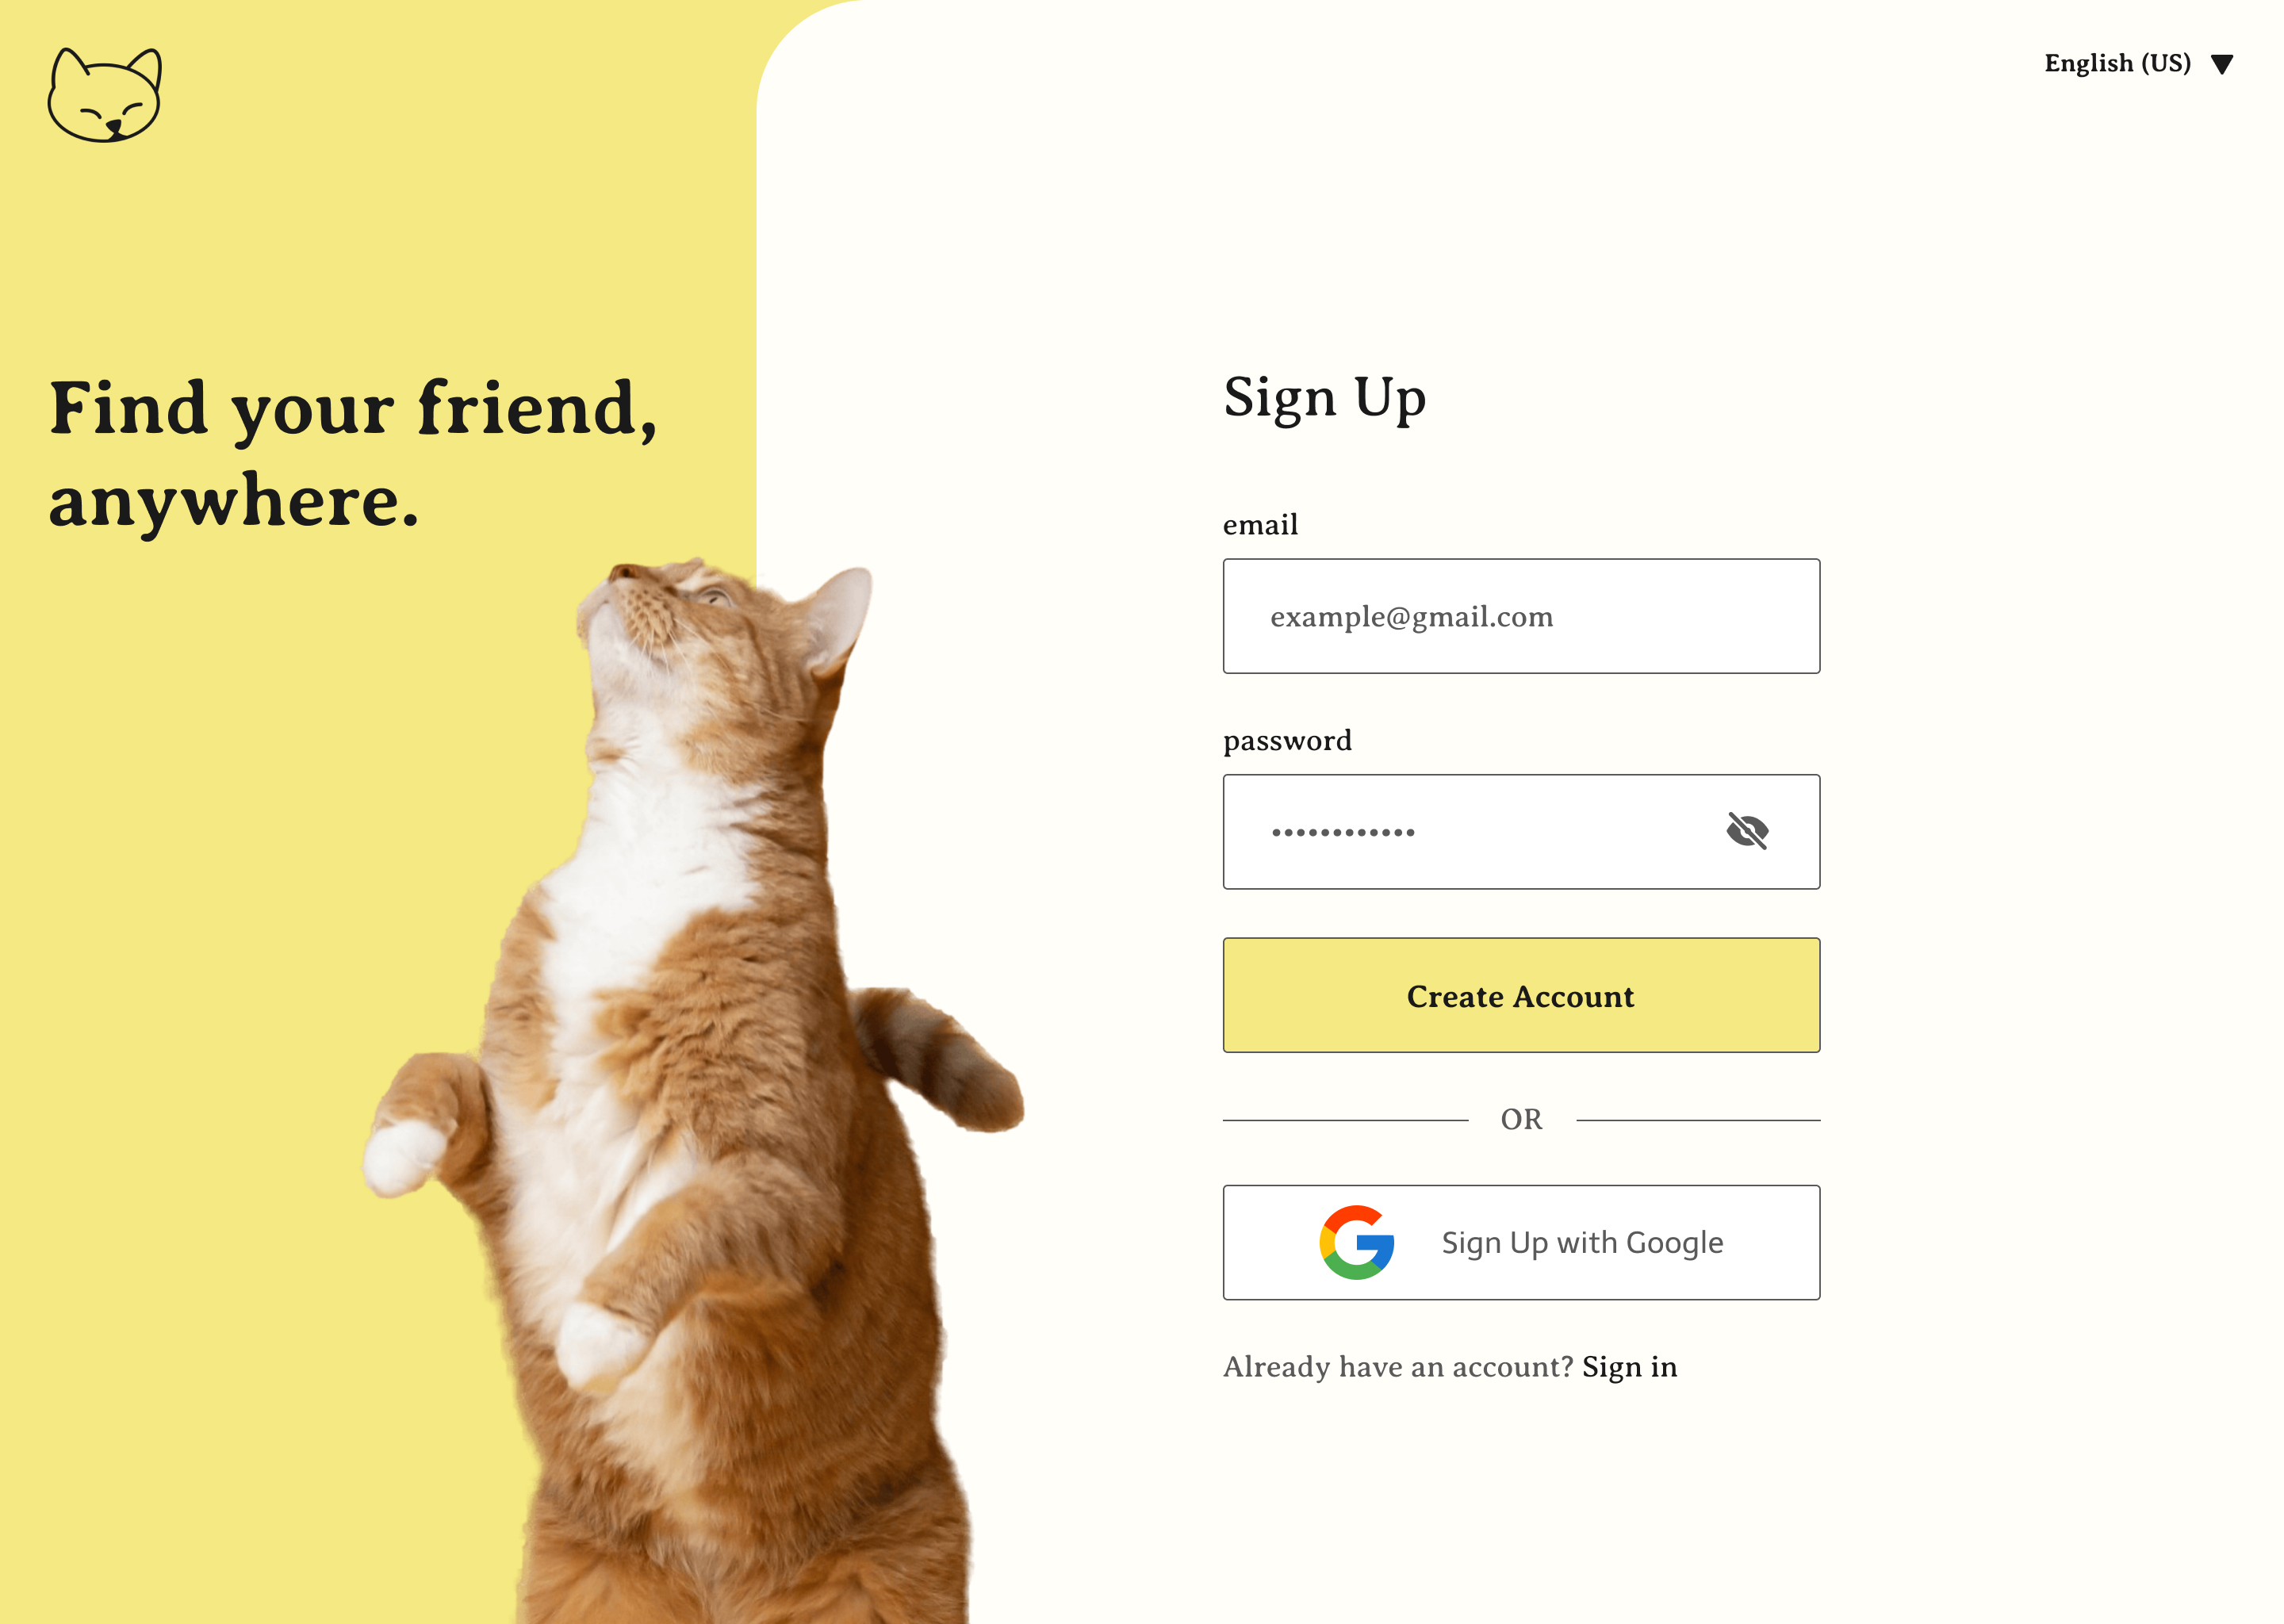 English (US)
Find your friend,
anywhere.
Sign Up
email
example@gmail.com
password
••••••••••••
Create Account
OR
Sign Up with Google
Already have an account? Sign in